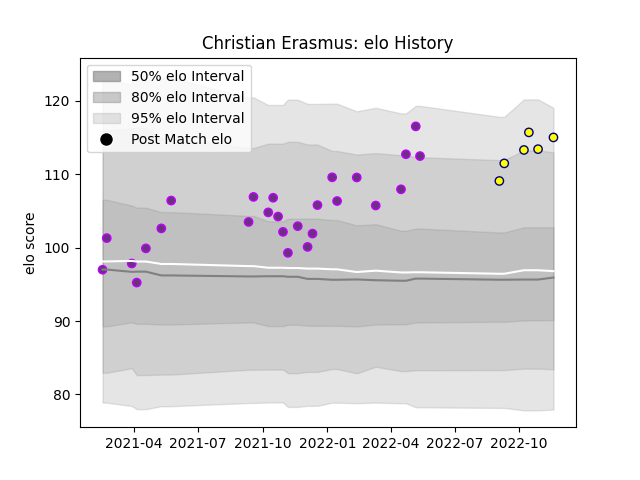 Christian Erasmus: elo History
50% elo Interval
80% elo Interval
95% elo Interval
Post Match elo
elo score
120
110
100
90
80
2021-04 2021-07 2021-10 2022-01 2022-04 2022-07 2022-10